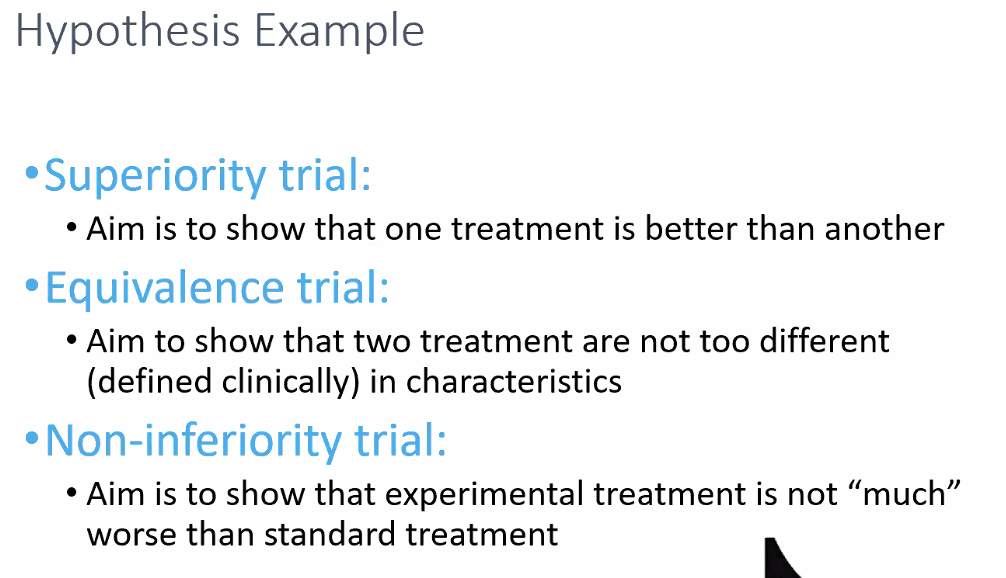 Hypothesis Example
•Superiority trial:
• Aim is to show that one treatment is better than another
•Equivalence trial:
• Aim to show that two treatment are not too different
(defined clinically) in characteristics
•Non-inferiority trial:
• Aim is to show that experimental treatment is not “much”
worse than standard treatment